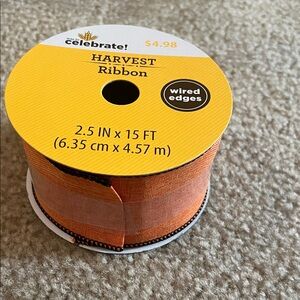 celebrate!
$4.98
HARVEST
Ribbon
wired
edges
2.5 IN x 15 FT
(6.35 cm x 4.57 m)